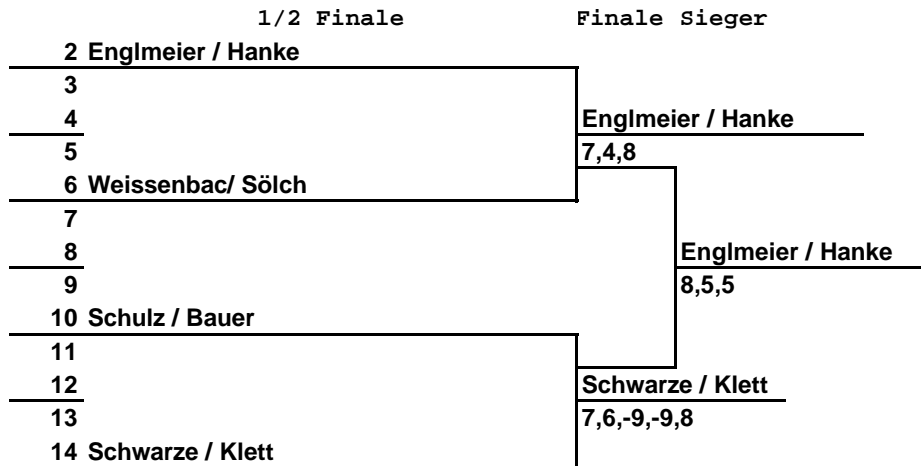 1/2 Finale Finale Sieger
2 Englmeier / Hanke
3
4 Englmeier / Hanke
5 7,4,8
6 Weissenbac/ Sölch
7
8 Englmeier / Hanke
9 8,5,5
10 Schulz / Bauer
11
12 Schwarze / Klett
13 7,6,-9,-9,8
14 Schwarze / Klett